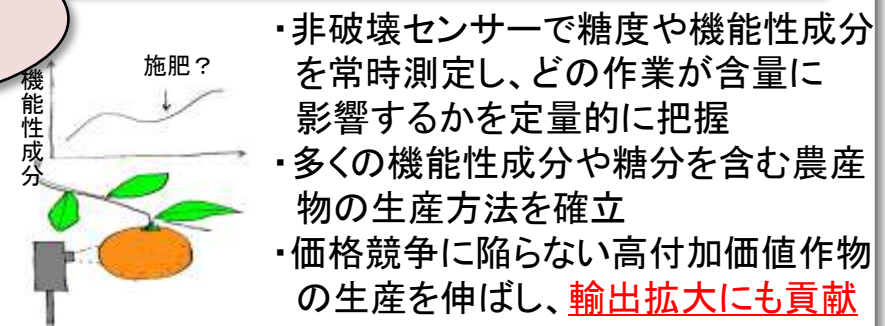 機能性成分
施肥？
・非破壊センサーで糖度や機能性成分
を常時測定し、どの作業が含量に
影響するかを定量的に把握
・多くの機能性成分や糖分を含む農産
物の生産方法を確立
・価格競争に陥らない高付加価値作物
の生産を伸ばし、輸出拡大にも貢献